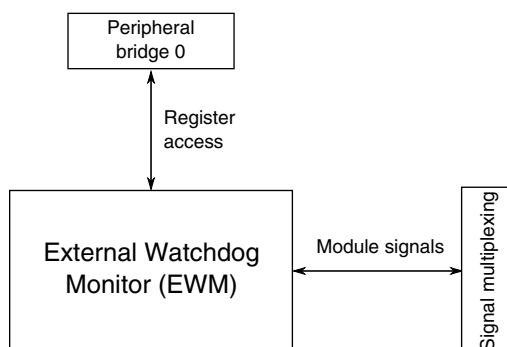 Peripheral
bridge 0
Register
access
External Watchdog
Monitor (EWM)
Module signals
Signal multiplexing